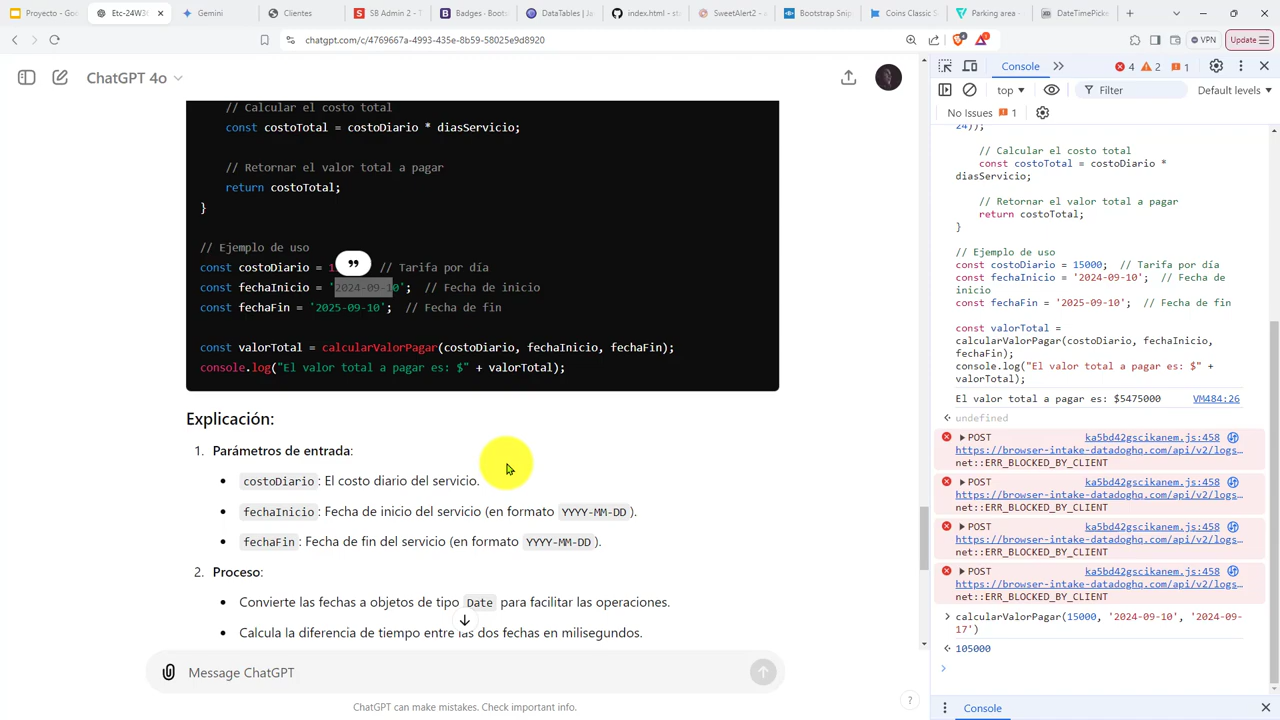 Proyecto - Goo
Etc-24W3
Gemini
Clientes
SB Admin 2 - T
Badges - Boots
DataTables | Ja
index.html - st
SweetAlert2 - a
Bootstrap Snip
Coins Classic S
Parking area -
DateTimePicke
chatgpt.com/c/4769667a-4993-435e-8b59-58025e9d8920
VPN
Update
ChatGPT 4o
// Calcular el costo total
const costoTotal = costoDiario * diasServicio;
// Retornar el valor total a pagar
return costoTotal;
}
// Ejemplo de uso
const costoDiario = 1 // Tarifa por día
const fechaInicio = '2024-09-10'; // Fecha de inicio
const fechaFin = '2025-09-10'; // Fecha de fin
const valorTotal = calcularValorPagar(costoDiario, fechaInicio, fechaFin);
console.log("El valor total a pagar es: $" + valorTotal);
Explicación:
1. Parámetros de entrada:
• costoDiario: El costo diario del servicio.
• fechaInicio: Fecha de inicio del servicio (en formato YYYY-MM-DD).
• fechaFin: Fecha de fin del servicio (en formato YYYY-MM-DD).
2. Proceso:
• Convierte las fechas a objetos de tipo Date para facilitar las operaciones.
• Calcula la diferencia de tiempo entre las dos fechas en milisegundos.
Message ChatGPT
ChatGPT can make mistakes. Check important info.
?
Console
4 2 1
top
Filter
Default levels
No Issues 1
24));
// Calcular el costo total
const costoTotal = costoDiario *
diasServicio;
// Retornar el valor total a pagar
return costoTotal;
}
// Ejemplo de uso
const costoDiario = 15000; // Tarifa por día
const fechaInicio = '2024-09-10'; // Fecha de
inicio
const fechaFin = '2025-09-10'; // Fecha de fin
const valorTotal =
calcularValorPagar(costoDiario, fechaInicio,
fechaFin);
console.log("El valor total a pagar es: $" +
valorTotal);
El valor total a pagar es: $5475000 VM484:26
undefined
POST ka5bd42gscikanem.js:458
https://browser-intake-datadoghq.com/api/v2/logs…
net::ERR_BLOCKED_BY_CLIENT
POST ka5bd42gscikanem.js:458
https://browser-intake-datadoghq.com/api/v2/logs…
net::ERR_BLOCKED_BY_CLIENT
POST ka5bd42gscikanem.js:458
https://browser-intake-datadoghq.com/api/v2/logs…
net::ERR_BLOCKED_BY_CLIENT
POST ka5bd42gscikanem.js:458
https://browser-intake-datadoghq.com/api/v2/logs…
net::ERR_BLOCKED_BY_CLIENT
calcularValorPagar(15000, '2024-09-10', '2024-09-
17')
105000
Console